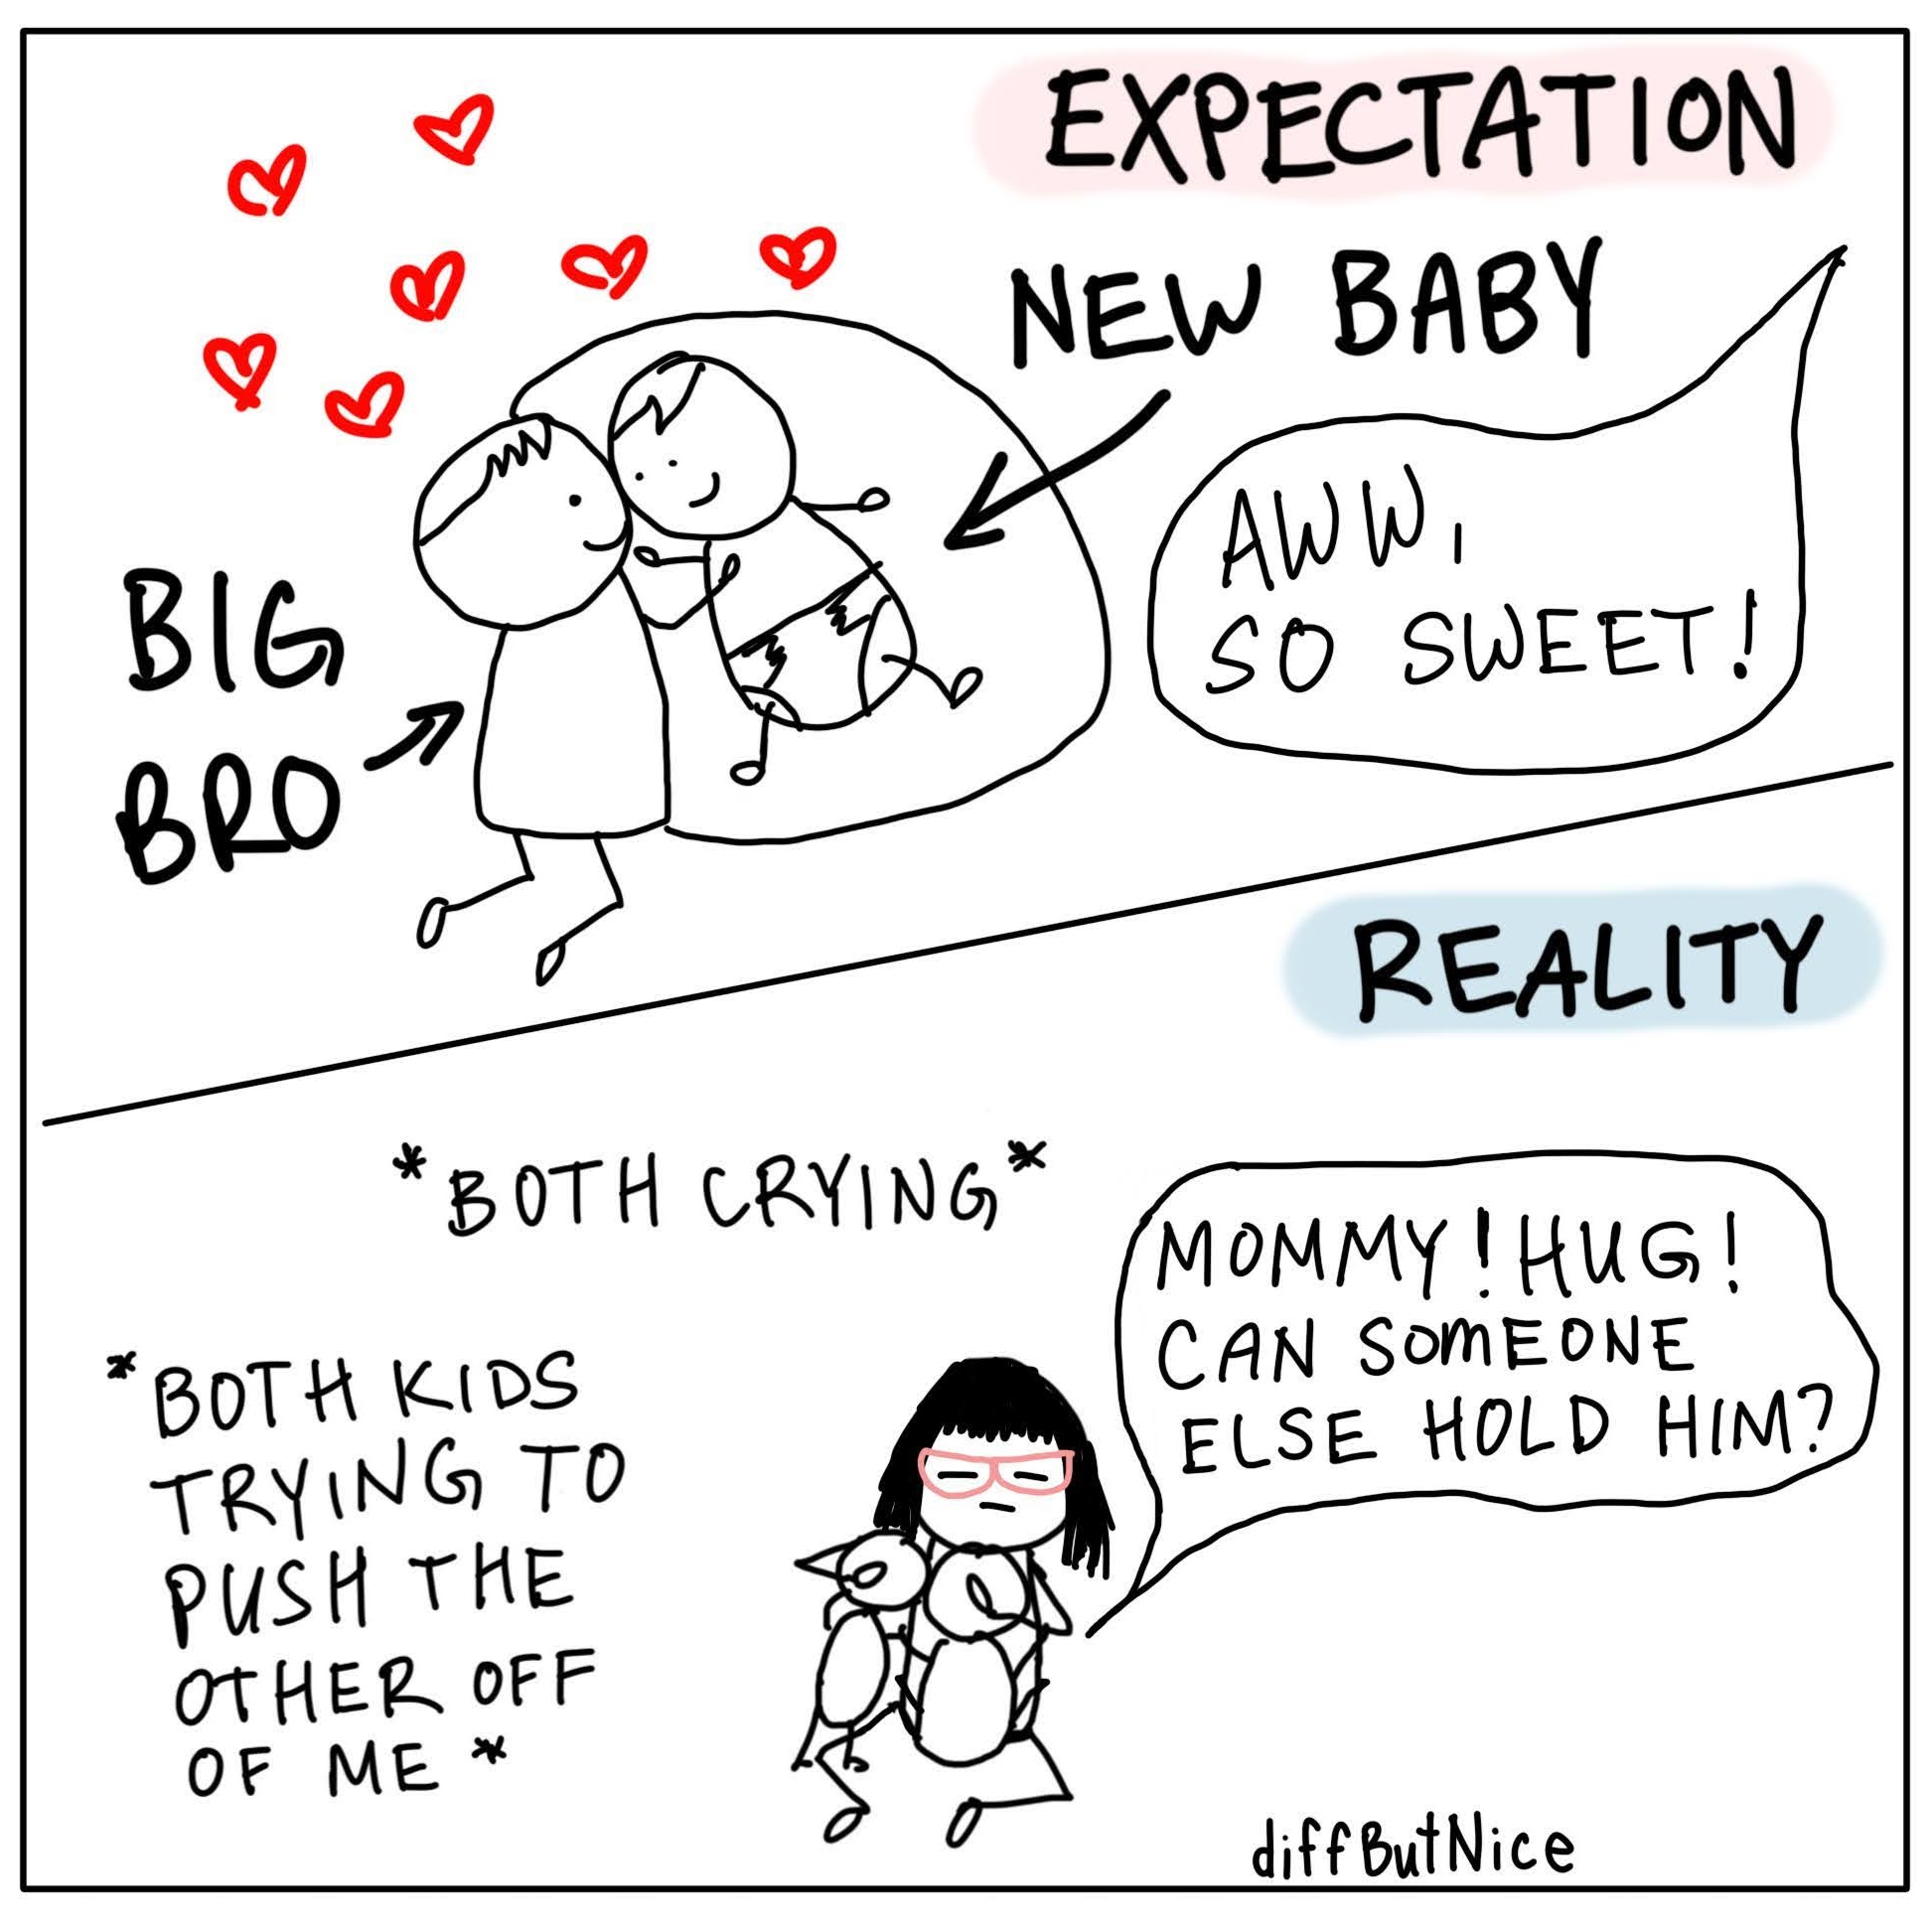 EXPECTATION
NEW BABY
AWW,
SO SWEET!
BIG
BRO
REALITY
*BOTH CRYING*
MOMMY! HUG!
CAN SOMEONE
ELSE HOLD HIM?
*BOTH KIDS
TRYING TO
PUSH THE
OTHER OFF
OF ME*
diffButNice